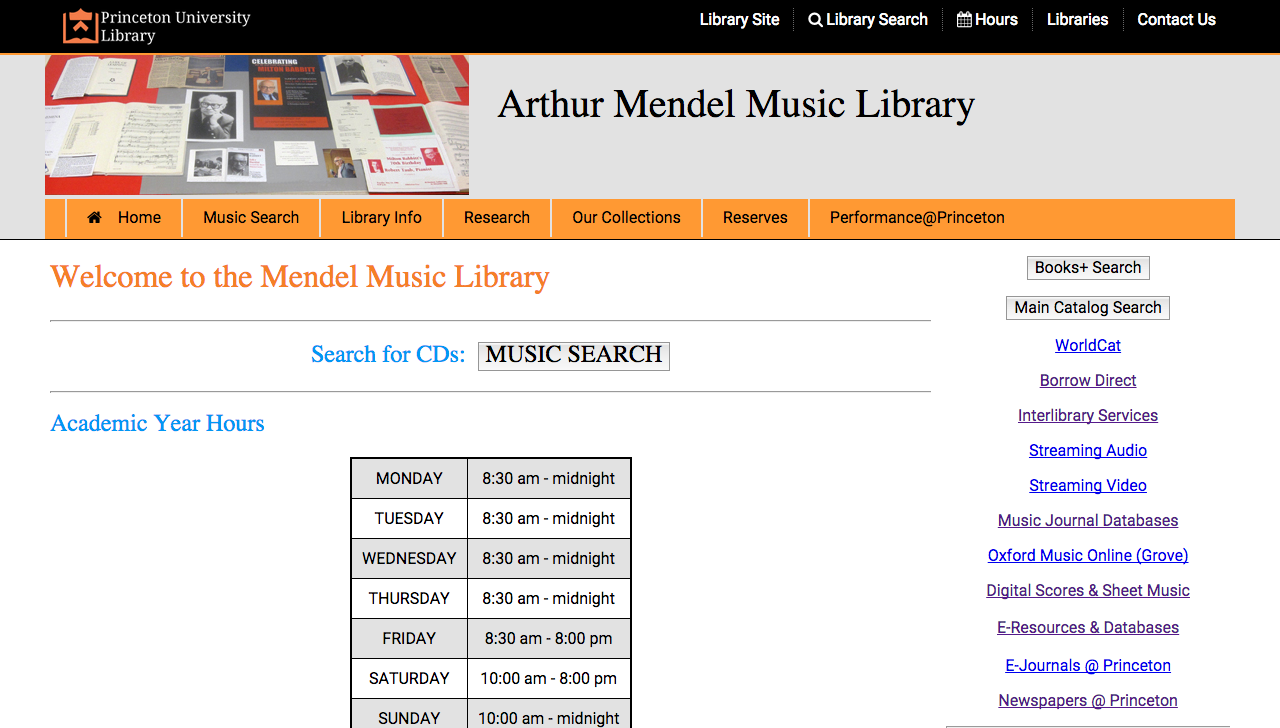 Princeton University
Library
Library Site
Library Search
Hours
Libraries
Contact Us
CELEBRATING
MILTON BABBITT
Milton Babbitt's
Robert Taub, Pianist
Arthur Mendel Music Library
Home
Music Search
Library Info
Research
Our Collections
Reserves
Performance@Princeton
Welcome to the Mendel Music Library
Search for CDs: MUSIC SEARCH
Academic Year Hours
MONDAY 8:30 am - midnight
TUESDAY 8:30 am - midnight
WEDNESDAY 8:30 am - midnight
THURSDAY 8:30 am - midnight
FRIDAY 8:30 am - 8:00 pm
SATURDAY 10:00 am - 8:00 pm
SUNDAY 10:00 am - midnight
Books+ Search
Main Catalog Search
WorldCat
Borrow Direct
Interlibrary Services
Streaming Audio
Streaming Video
Music Journal Databases
Oxford Music Online (Grove)
Digital Scores & Sheet Music
E-Resources & Databases
E-Journals @ Princeton
Newspapers @ Princeton